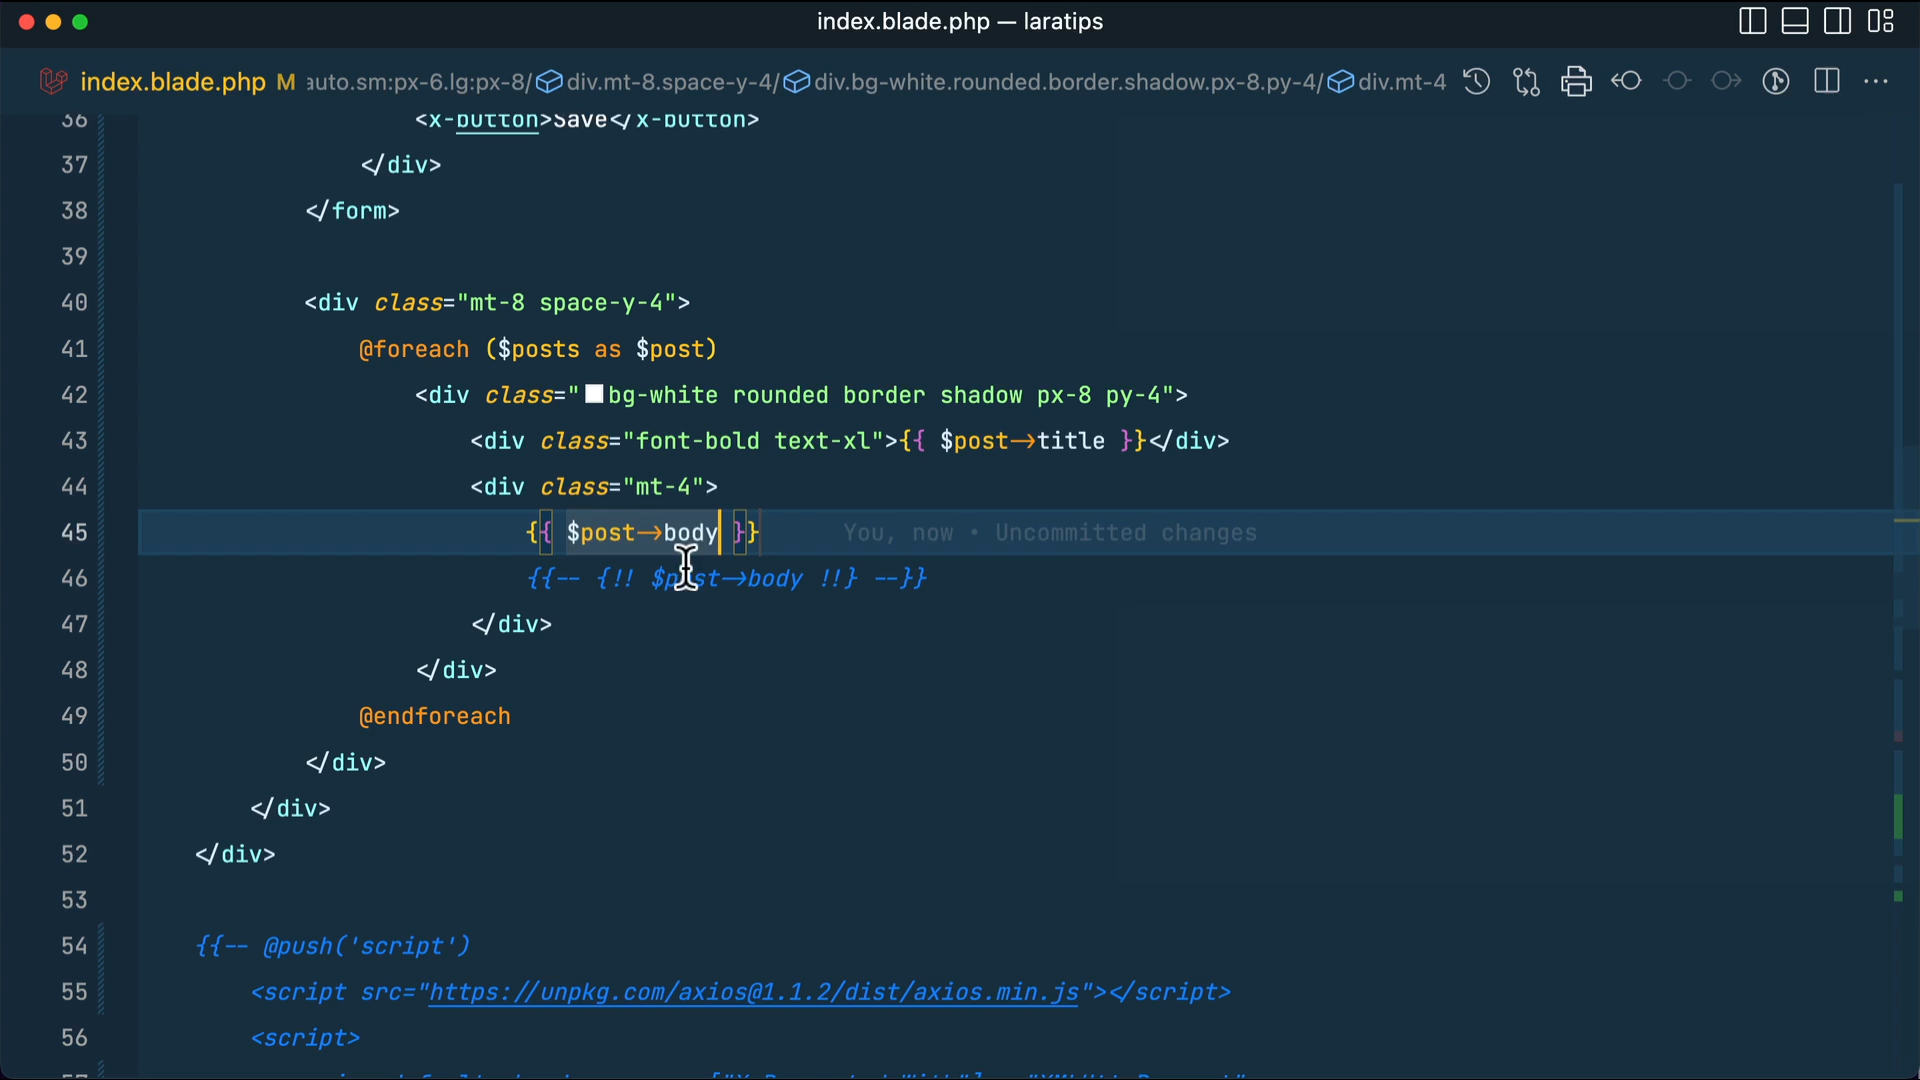 index.blade.php — laratips
index.blade.php M auto.sm:px-6.lg:px-8/ div.mt-8.space-y-4/ div.bg-white.rounded.border.shadow.px-8.py-4/ div.mt-4
36 <x-button>Save</x-button>
37 </div>
38 </form>
39
40 <div class="mt-8 space-y-4">
41 @foreach ($posts as $post)
42 <div class="bg-white rounded border shadow px-8 py-4">
43 <div class="font-bold text-xl">{{ $post->title }}</div>
44 <div class="mt-4">
45 {{ $post->body }} You, now • Uncommitted changes
46 {{-- {!! $post->body !!} --}}
47 </div>
48 </div>
49 @endforeach
50 </div>
51 </div>
52 </div>
53
54 {{-- @push('script')
55 <script src="https://unpkg.com/axios@1.1.2/dist/axios.min.js"></script>
56 <script>